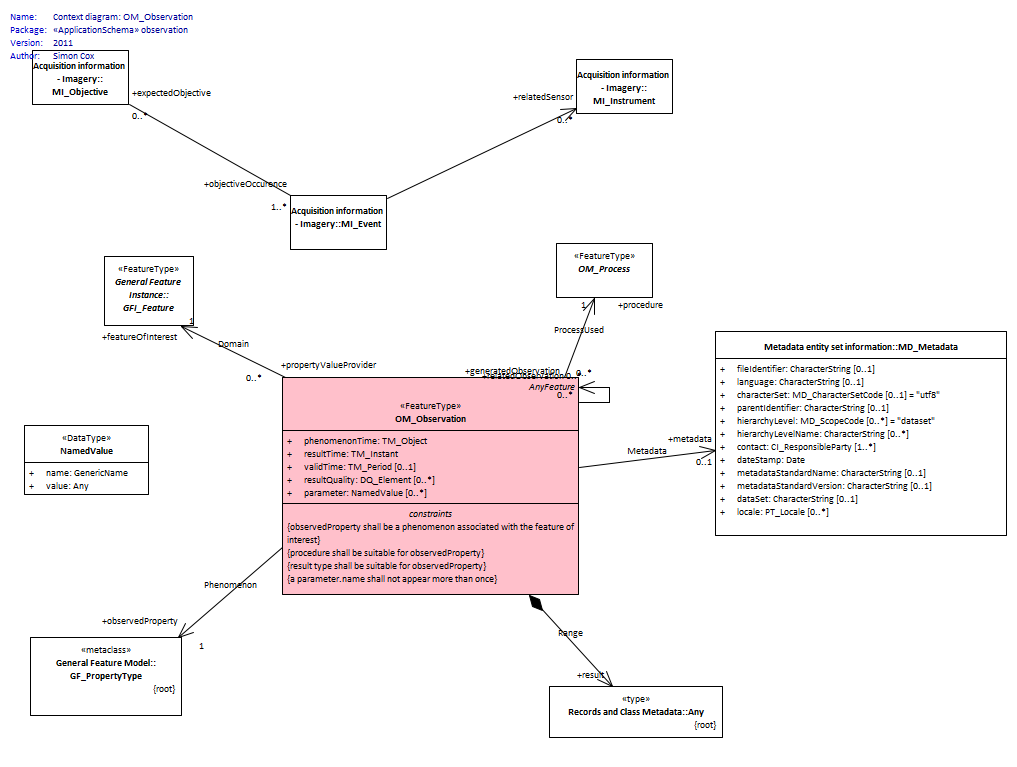 Name: Context diagram: OM_Observation
Package: «ApplicationSchema» observation
Version: 2011
Author: Simon Cox
Acquisition information
- Imagery::
MI_Objective
+expectedObjective
0..*
Acquisition information
- Imagery::
MI_Instrument
+relatedSensor
0..*
+objectiveOccurence
1..*
Acquisition information
- Imagery::MI_Event
«FeatureType»
General Feature
Instance::
GFI_Feature
1
+featureOfInterest
Domain
+propertyValueProvider
0..*
«FeatureType»
OM_Process
1
+procedure
ProcessUsed
+generatedObservation
0..*
+relatedObservation
0..*
AnyFeature
«FeatureType»
OM_Observation
+ phenomenonTime: TM_Object
+ resultTime: TM_Instant
+ validTime: TM_Period [0..1]
+ resultQuality: DQ_Element [0..*]
+ parameter: NamedValue [0..*]
constraints
{observedProperty shall be a phenomenon associated with the feature of
interest}
{procedure shall be suitable for observedProperty}
{result type shall be suitable for observedProperty}
{a parameter.name shall not appear more than once}
«DataType»
NamedValue
+ name: GenericName
+ value: Any
+metadata
Metadata
0..1
Metadata entity set information::MD_Metadata
+ fileIdentifier: CharacterString [0..1]
+ language: CharacterString [0..1]
+ characterSet: MD_CharacterSetCode [0..1] = "utf8"
+ parentIdentifier: CharacterString [0..1]
+ hierarchyLevel: MD_ScopeCode [0..*] = "dataset"
+ hierarchyLevelName: CharacterString [0..*]
+ contact: CI_ResponsibleParty [1..*]
+ dateStamp: Date
+ metadataStandardName: CharacterString [0..1]
+ metadataStandardVersion: CharacterString [0..1]
+ dataSet: CharacterString [0..1]
+ locale: PT_Locale [0..*]
Phenomenon
+observedProperty
1
«metaclass»
General Feature Model::
GF_PropertyType
{root}
Range
+result
«type»
Records and Class Metadata::Any
{root}